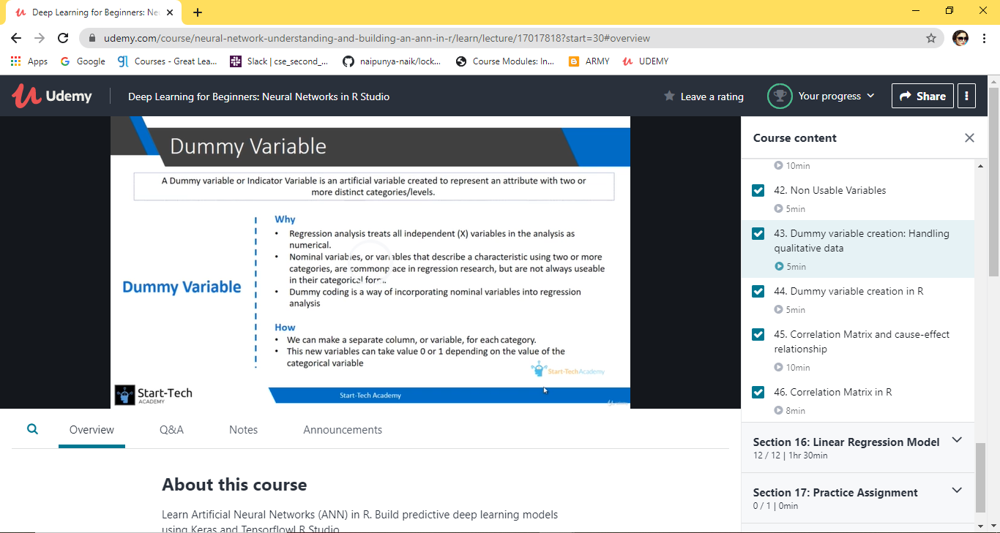 Deep Learning for Beginners: Ne
udemy.com/course/neural-network-understanding-and-building-an-ann-in-r/learn/lecture/17017818?start=30#overview
Apps
Google
Courses - Great Lea...
Slack | cse_second_...
naipunya-naik/lock...
Course Modules: In...
ARMY
UDEMY
Udemy
Deep Learning for Beginners: Neural Networks in R Studio
Leave a rating
Your progress
Share
Dummy Variable
A Dummy variable or Indicator Variable is an artificial variable created to represent an attribute with two or
more distinct categories/levels.
Dummy Variable
Why
• Regression analysis treats all independent (X) variables in the analysis as
numerical.
• Nominal variables, or variables that describe a characteristic using two or more
categories, are commonplace in regression research, but are not always useable
in their categorical form.
• Dummy coding is a way of incorporating nominal variables into regression
analysis
How
• We can make a separate column, or variable, for each category.
• This new variables can take value 0 or 1 depending on the value of the
categorical variable
Start-Tech Academy
Start-Tech
ACADEMY
Start-Tech Academy
Course content
10min
42. Non Usable Variables
5min
43. Dummy variable creation: Handling
qualitative data
5min
44. Dummy variable creation in R
5min
45. Correlation Matrix and cause-effect
relationship
10min
46. Correlation Matrix in R
8min
Section 16: Linear Regression Model
12 / 12 | 1hr 30min
Section 17: Practice Assignment
0 / 1 | 0min
Overview
Q&A
Notes
Announcements
About this course
Learn Artificial Neural Networks (ANN) in R. Build predictive deep learning models
using Keras and Tensorflow| R Studio